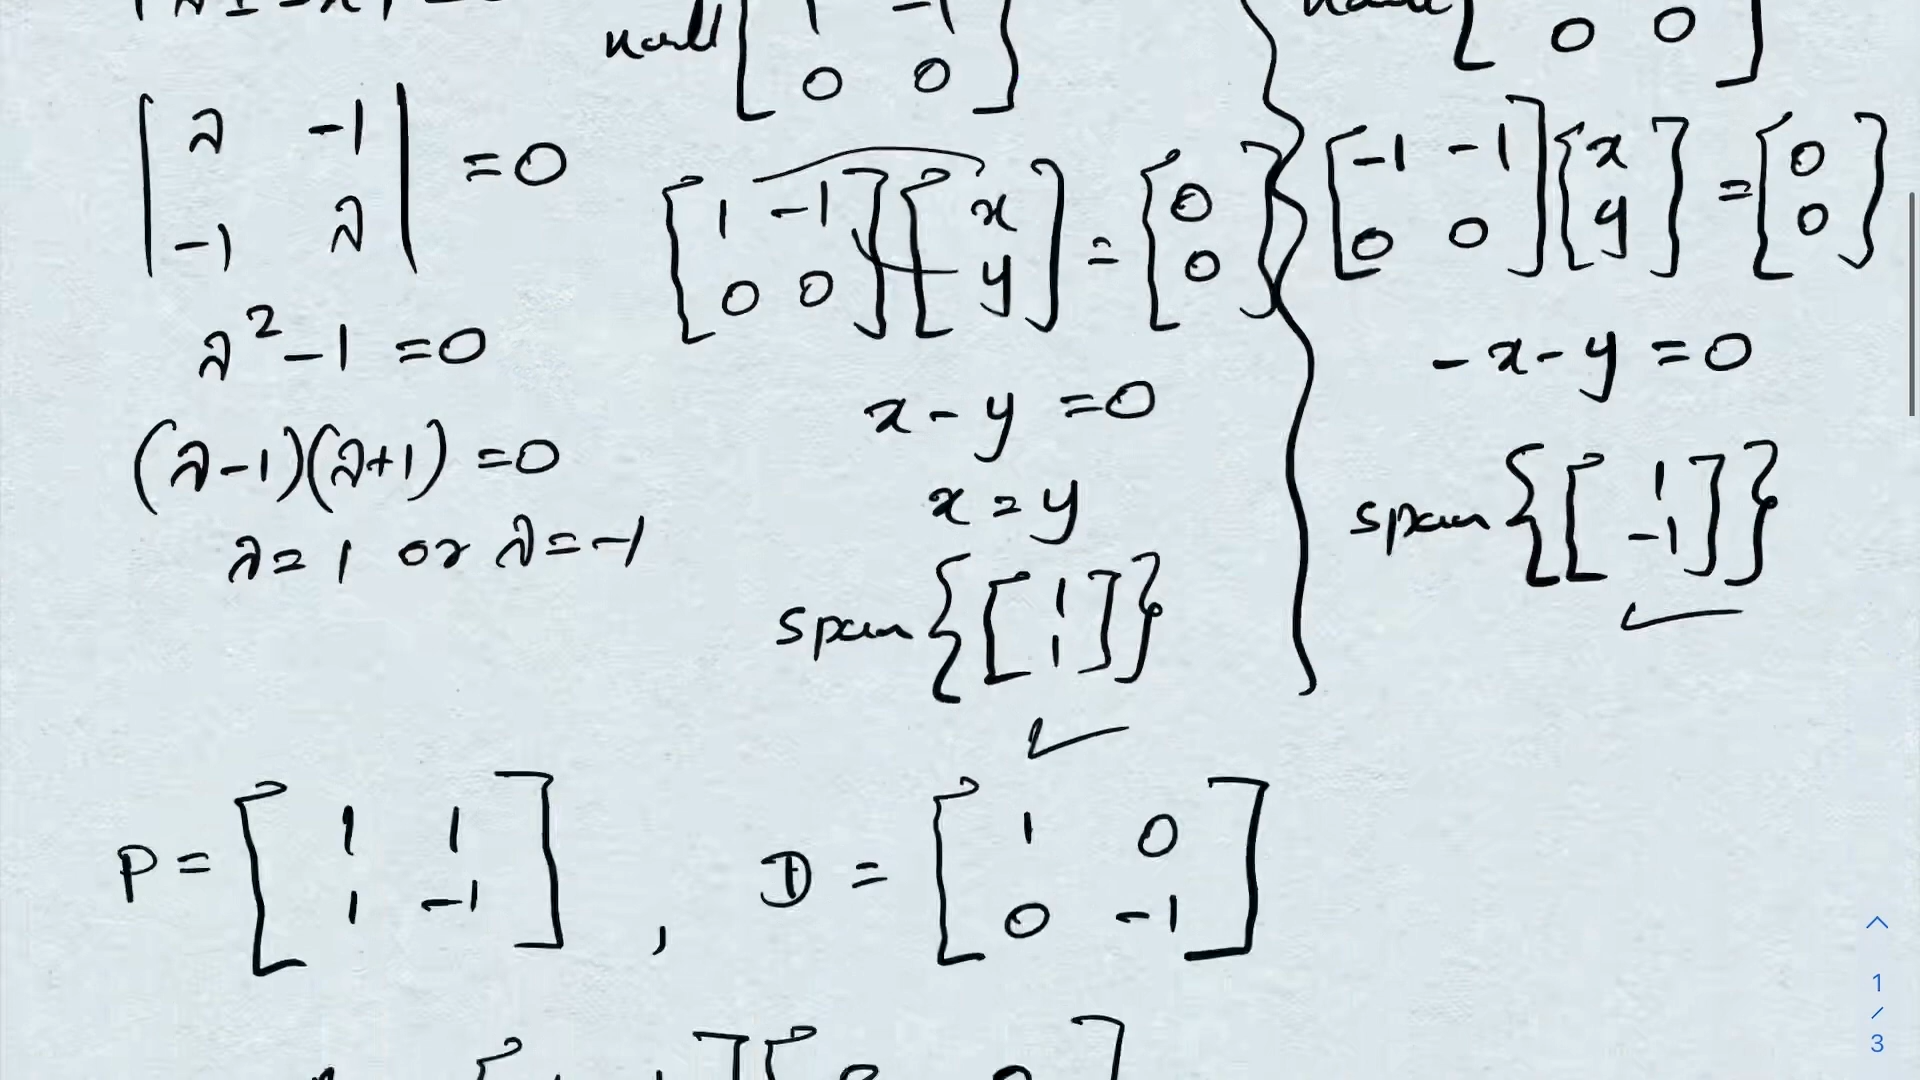 |λ -1; -1 λ| = 0
λ² - 1 = 0
(λ-1)(λ+1) = 0
λ = 1 or λ = -1
null [1 -1; 0 0]
[1 -1; 0 0] [x; y] = [0; 0]
x - y = 0
x = y
span {[1; 1]}
0 0
[-1 -1; 0 0] [x; y] = [0; 0]
- x - y = 0
span {[1; -1]}
P = [1 1; 1 -1] , D = [1 0; 0 -1]
1
/
3